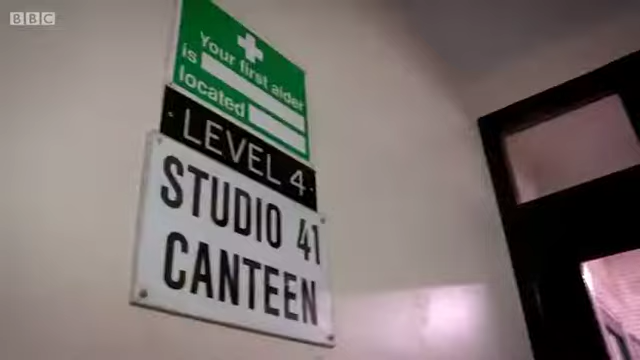 BBC
Your first aider
is
located
LEVEL 4
STUDIO 41
CANTEEN